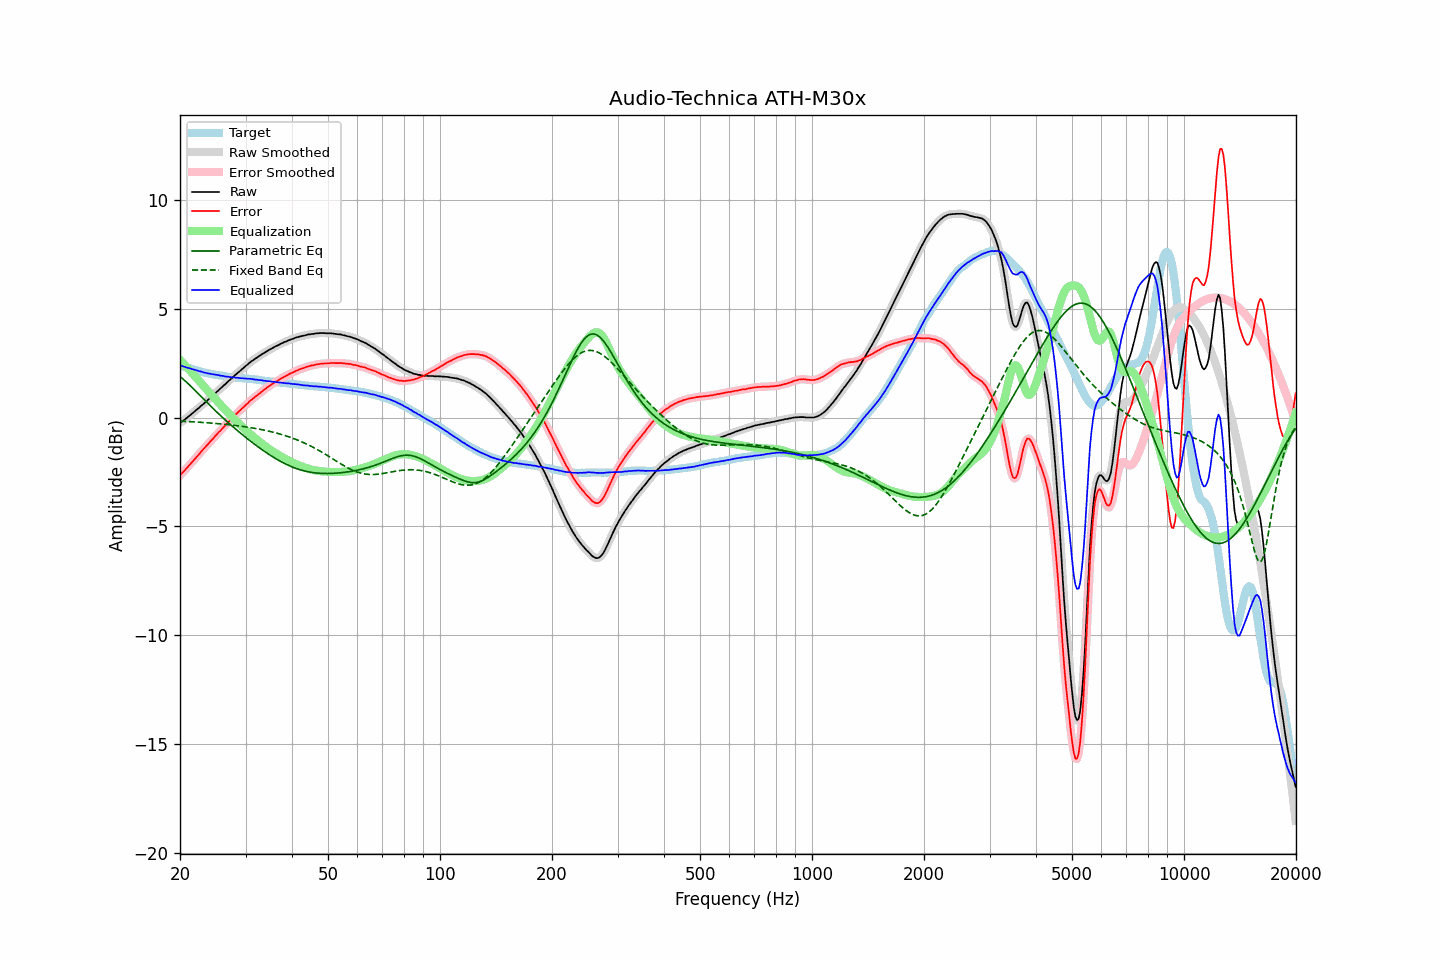 Audio-Technica ATH-M30x
Target
Raw Smoothed
Error Smoothed
Raw
Error
Equalization
Parametric Eq
Fixed Band Eq
Equalized
10
5
0
−5
−10
−15
−20
Amplitude (dBr)
20 50 100 200 500 1000 2000 5000 10000 20000
Frequency (Hz)